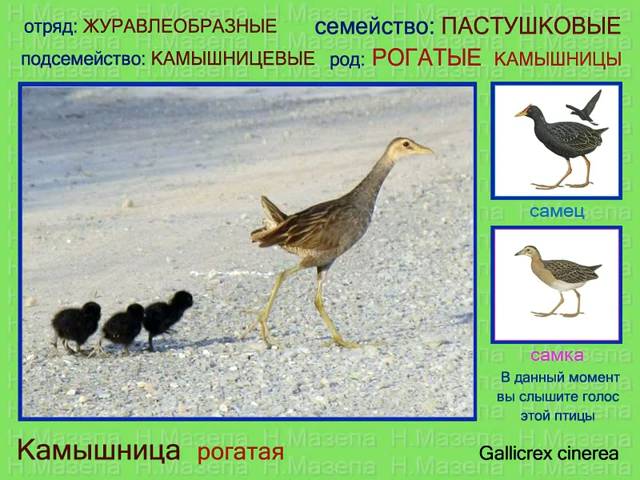 отряд: ЖУРАВЛЕОБРАЗНЫЕ семейство: ПАСТУШКОВЫЕ
подсемейство: КАМЫШНИЦЕВЫЕ род: РОГАТЫЕ КАМЫШНИЦЫ
самец
самка
В данный момент
вы слышите голос
этой птицы
Камышница рогатая Gallicrex cinerea
Н.Мазепа